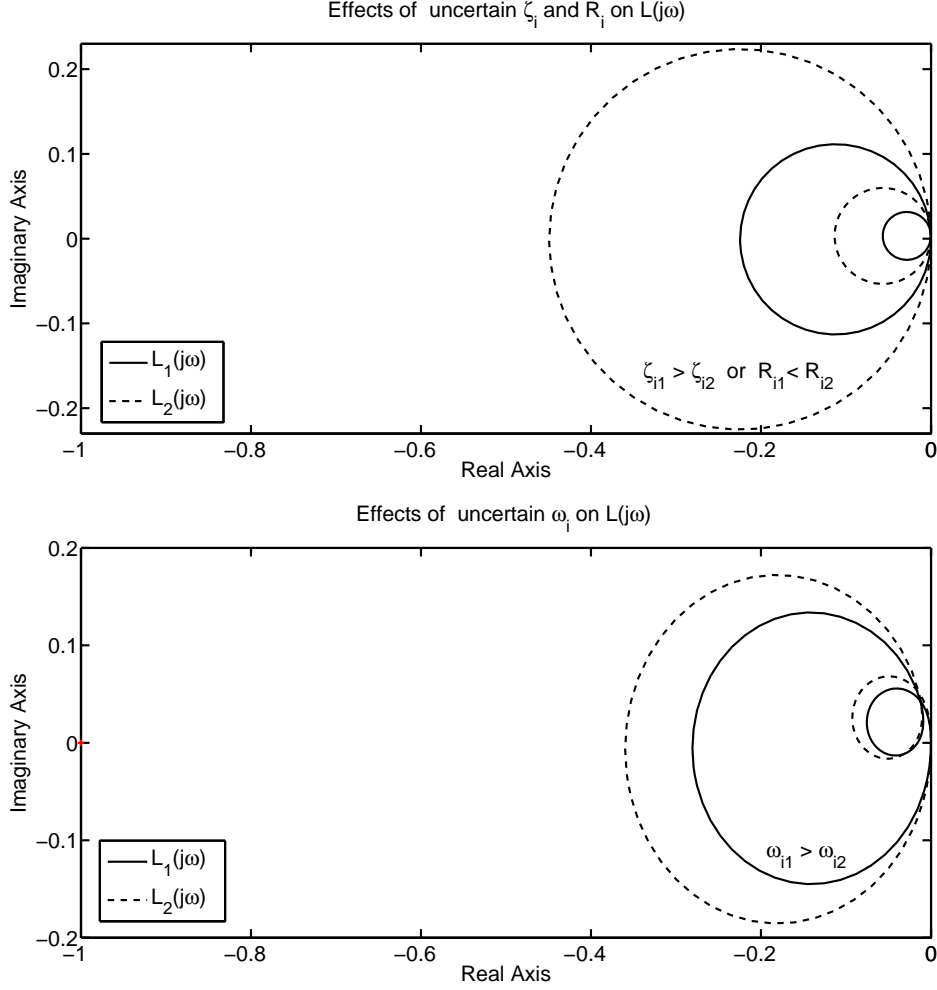 Effects of uncertain ζi and Ri on L(jω)
Imaginary Axis
0.2
0.1
0
−0.1
−0.2
L1(jω)
L2(jω)
ζi1 > ζi2 or Ri1< Ri2
−1
−0.8
−0.6
−0.4
−0.2
0
Real Axis
Effects of uncertain ωi on L(jω)
Imaginary Axis
0.2
0.1
0
−0.1
−0.2
L1(jω)
L2(jω)
ωi1 > ωi2
−1
−0.8
−0.6
−0.4
−0.2
0
Real Axis